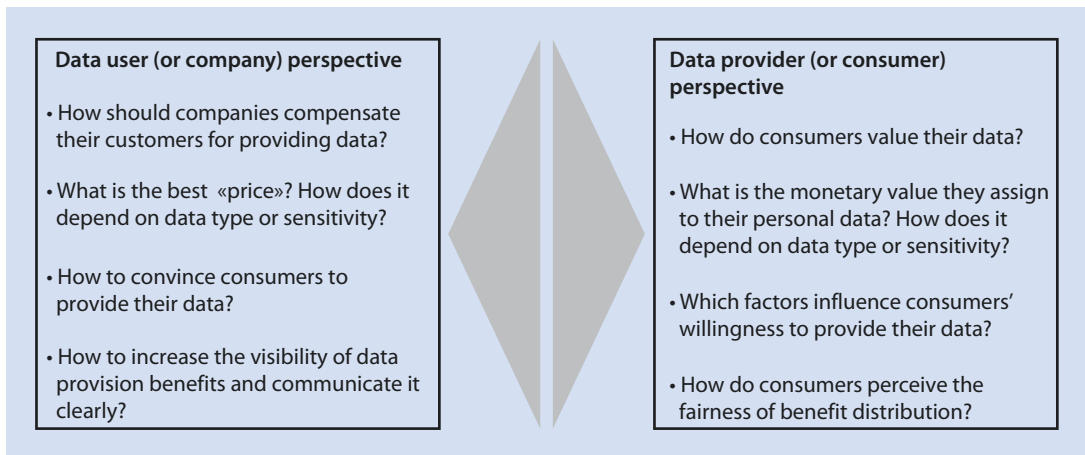 Data user (or company) perspective
• How should companies compensate
their customers for providing data?
• What is the best «price»? How does it
depend on data type or sensitivity?
• How to convince consumers to
provide their data?
• How to increase the visibility of data
provision benefits and communicate it
clearly?
Data provider (or consumer)
perspective
• How do consumers value their data?
• What is the monetary value they assign
to their personal data? How does it
depend on data type or sensitivity?
• Which factors influence consumers’
willingness to provide their data?
• How do consumers perceive the
fairness of benefit distribution?